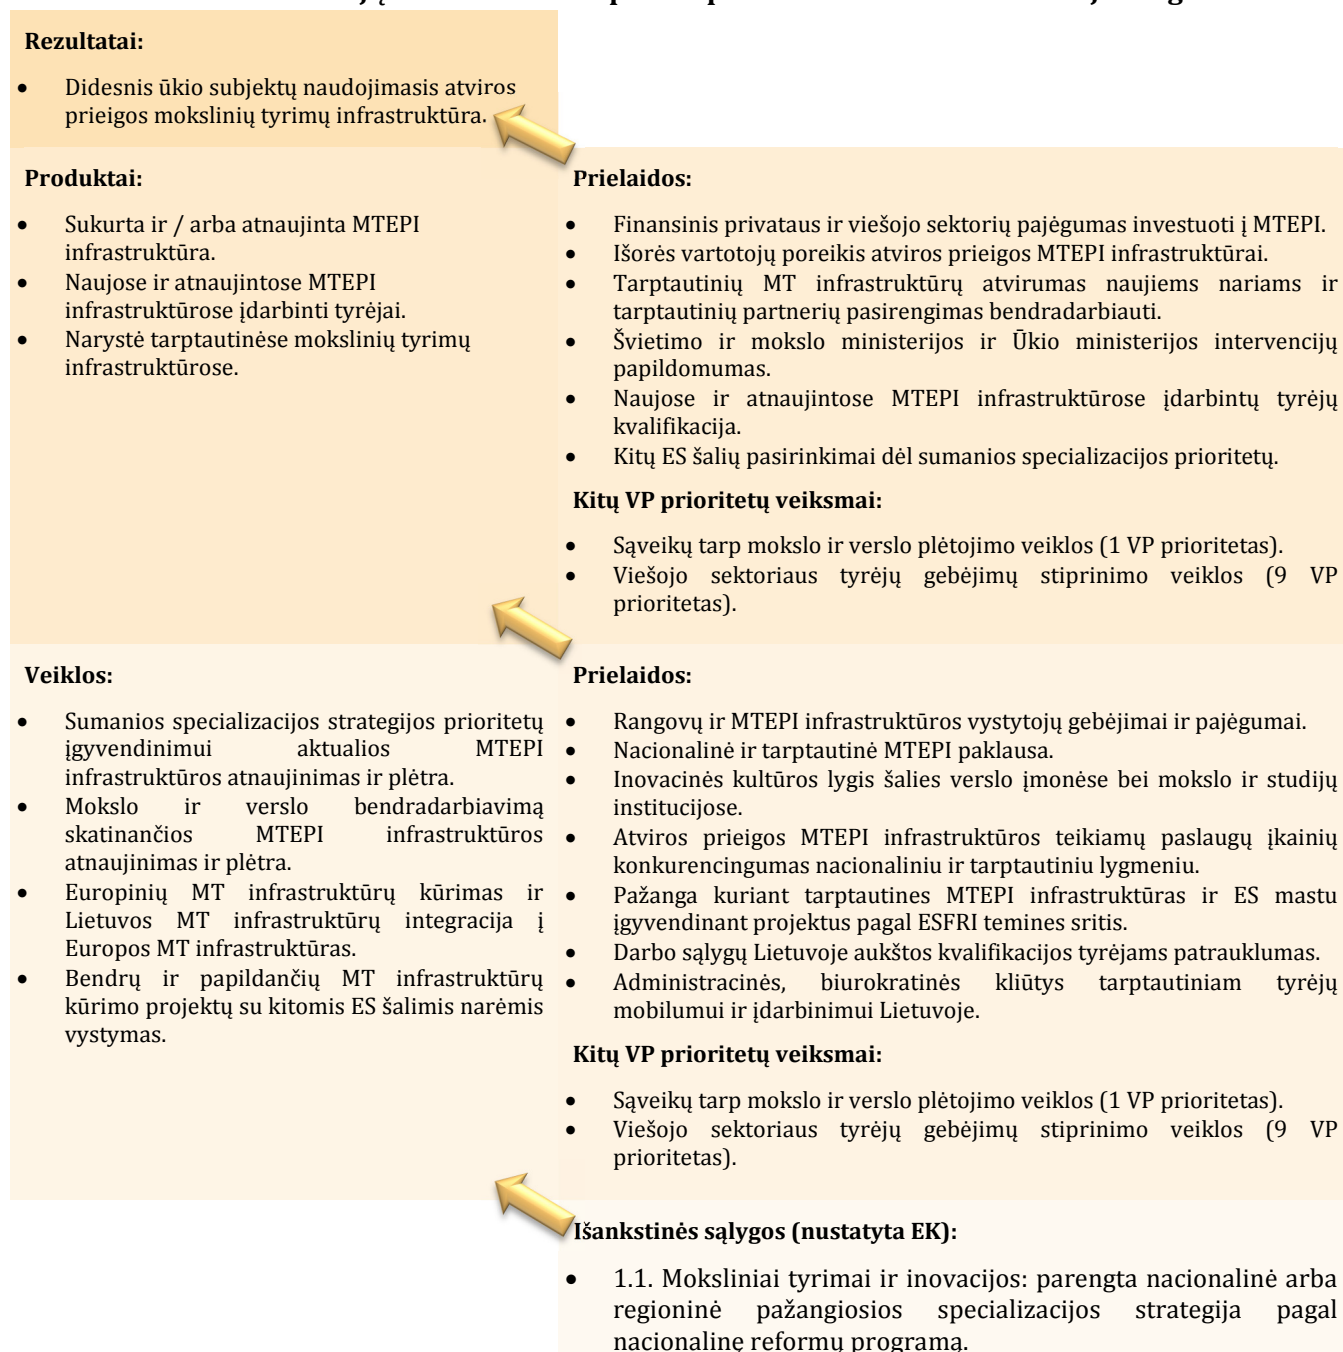 Rezultatai:
• Didesnis ūkio subjektų naudojimasis atviros
prieigos mokslinių tyrimų infrastruktūra.
Produktai:
• Sukurta ir / arba atnaujinta MTEPI
infrastruktūra.
• Naujose ir atnaujintose MTEPI
infrastruktūrose įdarbinti tyrėjai.
• Narystė tarptautinėse mokslinių tyrimų
infrastruktūrose.
Prielaidos:
• Finansinis privataus ir viešojo sektorių pajėgumas investuoti į MTEPI.
• Išorės vartotojų poreikis atviros prieigos MTEPI infrastruktūrai.
• Tarptautinių MT infrastruktūrų atvirumas naujiems nariams ir
tarptautinių partnerių pasirengimas bendradarbiauti.
• Švietimo ir mokslo ministerijos ir Ūkio ministerijos intervencijų
papildomumas.
• Naujose ir atnaujintose MTEPI infrastruktūrose įdarbintų tyrėjų
kvalifikacija.
• Kitų ES šalių pasirinkimai dėl sumanios specializacijos prioritetų.
Kitų VP prioritetų veiksmai:
• Sąveikų tarp mokslo ir verslo plėtojimo veiklos (1 VP prioritetas).
• Viešojo sektoriaus tyrėjų gebėjimų stiprinimo veiklos (9 VP
prioritetas).
Veiklos:
• Sumanios specializacijos strategijos prioritetų
įgyvendinimui aktualios MTEPI
infrastruktūros atnaujinimas ir plėtra.
• Mokslo ir verslo bendradarbiavimą
skatinančios MTEPI infrastruktūros
atnaujinimas ir plėtra.
• Europinių MT infrastruktūrų kūrimas ir
Lietuvos MT infrastruktūrų integracija į
Europos MT infrastruktūras.
• Bendrų ir papildančių MT infrastruktūrų
kūrimo projektų su kitomis ES šalimis narėmis
vystymas.
Prielaidos:
• Rangovų ir MTEPI infrastruktūros vystytojų gebėjimai ir pajėgumai.
• Nacionalinė ir tarptautinė MTEPI paklausa.
• Inovacinės kultūros lygis šalies verslo įmonėse bei mokslo ir studijų
institucijose.
• Atviros prieigos MTEPI infrastruktūros teikiamų paslaugų įkainių
konkurencingumas nacionaliniu ir tarptautiniu lygmeniu.
• Pažanga kuriant tarptautines MTEPI infrastruktūras ir ES mastu
įgyvendinant projektus pagal ESFRI temines sritis.
• Darbo sąlygų Lietuvoje aukštos kvalifikacijos tyrėjams patrauklumas.
• Administracinės, biurokratinės kliūtys tarptautiniam tyrėjų
mobilumui ir įdarbinimui Lietuvoje.
Kitų VP prioritetų veiksmai:
• Sąveikų tarp mokslo ir verslo plėtojimo veiklos (1 VP prioritetas).
• Viešojo sektoriaus tyrėjų gebėjimų stiprinimo veiklos (9 VP
prioritetas).
Išankstinės sąlygos (nustatyta EK):
• 1.1. Moksliniai tyrimai ir inovacijos: parengta nacionalinė arba
regioninė pažangiosios specializacijos strategija pagal
nacionalinę reformų programą.